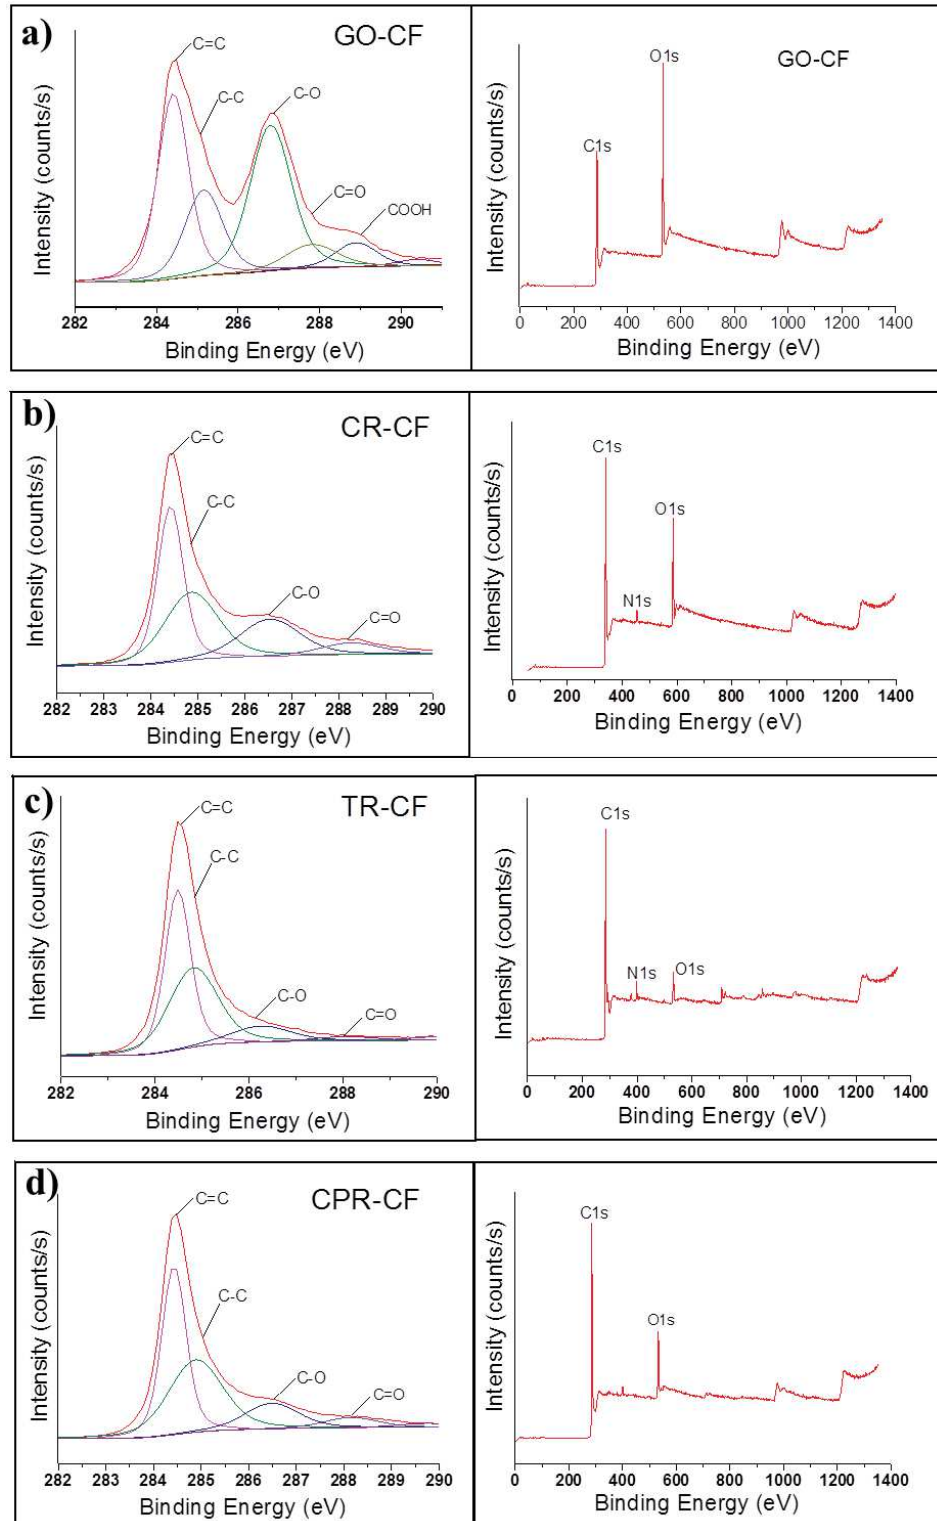 a)
GO-CF
C=C
C-C
C-O
C=O
COOH
Intensity (counts/s)
282 284 286 288 290
Binding Energy (eV)
GO-CF
O1s
C1s
Intensity (counts/s)
0 200 400 600 800 1000 1200 1400
Binding Energy (eV)
b)
CR-CF
C=C
C-C
C-O
C=O
Intensity (counts/s)
282 283 284 285 286 287 288 289 290
Binding Energy (eV)
C1s
O1s
N1s
Intensity (counts/s)
0 200 400 600 800 1000 1200 1400
Binding Energy (eV)
c)
TR-CF
C=C
C-C
C-O
C=O
Intensity (counts/s)
282 284 286 288 290
Binding Energy (eV)
C1s
N1s O1s
Intensity (counts/s)
0 200 400 600 800 1000 1200 1400
Binding Energy (eV)
d)
CPR-CF
C=C
C-C
C-O
C=O
Intensity (counts/s)
282 283 284 285 286 287 288 289 290
Binding Energy (eV)
C1s
O1s
Intensity (counts/s)
0 200 400 600 800 1000 1200 1400
Binding Energy (eV)